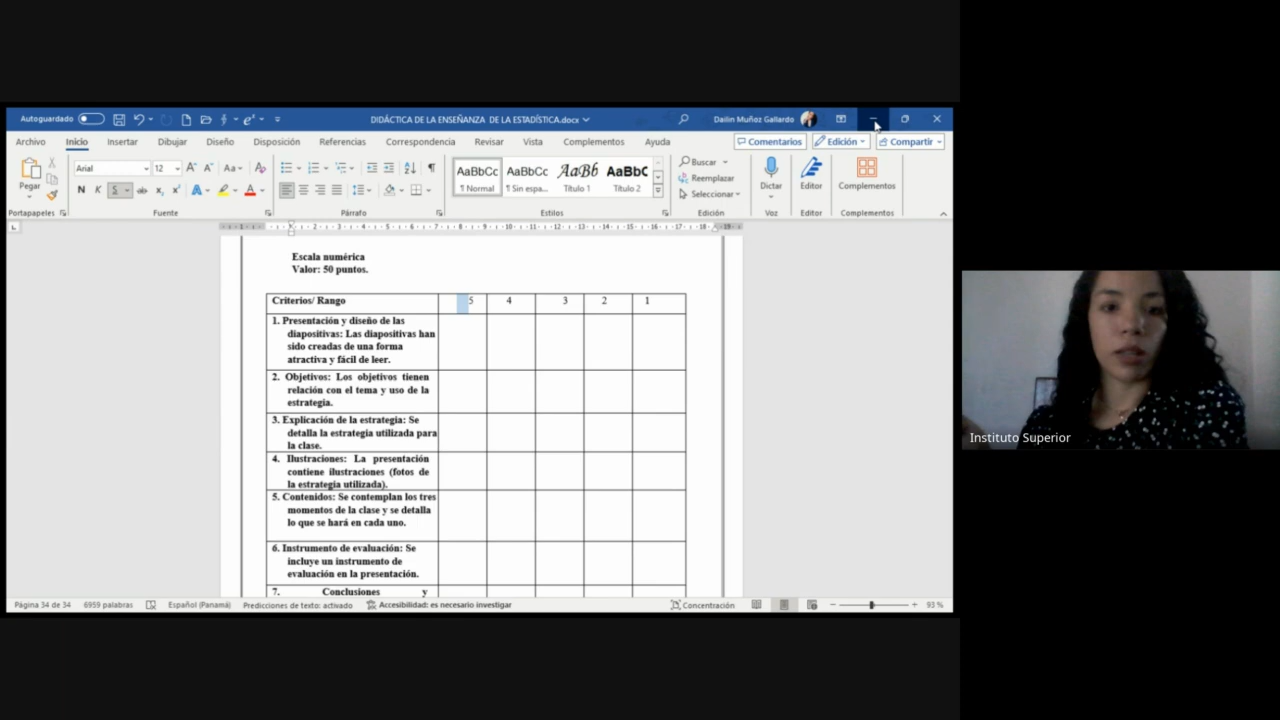 Autoguardado
DIDÁCTICA DE LA ENSEÑANZA DE LA ESTADÍSTICA.docx
Dailin Muñoz Gallardo
Archivo Inicio Insertar Dibujar Diseño Disposición Referencias Correspondencia Revisar Vista Complementos Ayuda
Comentarios Edición Compartir
Pegar
Arial 12 Aa
N K S ab x₂ x² A A
AaBbCc AaBbCc AaBb AaBbC
¶ Normal ¶ Sin espa... Título 1 Título 2
Buscar
Reemplazar
Seleccionar
Dictar Editor Complementos
Portapapeles Fuente Párrafo Estilos Edición Voz Editor Complementos
Escala numérica
Valor: 50 puntos.
Criterios/ Rango 5 4 3 2 1
1. Presentación y diseño de las
diapositivas: Las diapositivas han
sido creadas de una forma
atractiva y fácil de leer.
2. Objetivos: Los objetivos tienen
relación con el tema y uso de la
estrategia.
3. Explicación de la estrategia: Se
detalla la estrategia utilizada para
la clase.
4. Ilustraciones: La presentación
contiene ilustraciones (fotos de
la estrategia utilizada).
5. Contenidos: Se contemplan los tres
momentos de la clase y se detalla
lo que se hará en cada uno.
6. Instrumento de evaluación: Se
incluye un instrumento de
evaluación en la presentación.
7. Conclusiones y
Página 34 de 34 6959 palabras Español (Panamá) Predicciones de texto: activado Accesibilidad: es necesario investigar Concentración 93 %
Instituto Superior